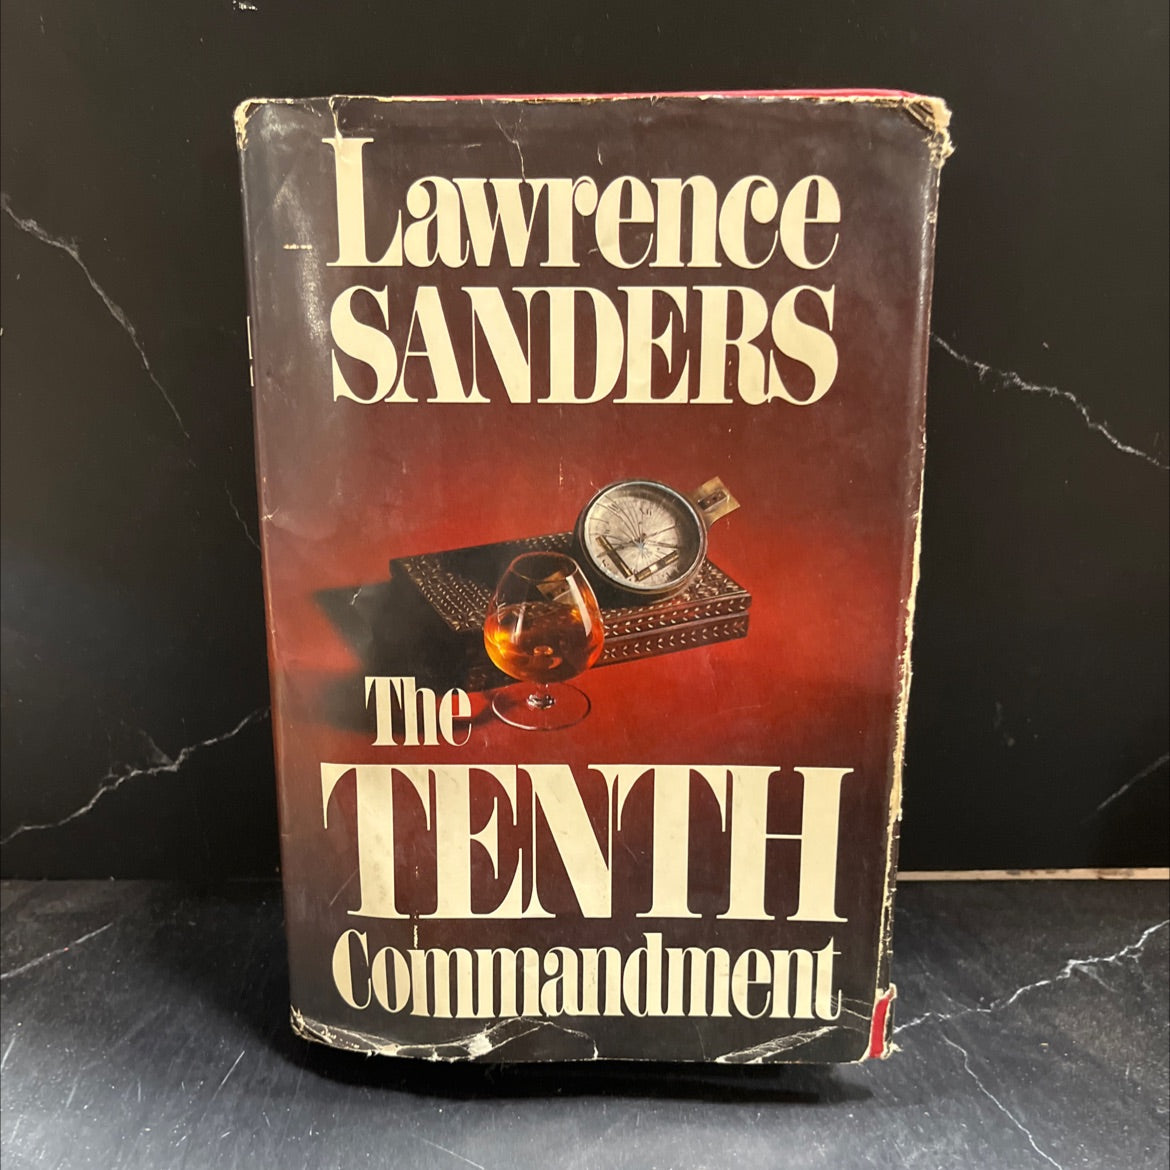 Lawrence
SANDERS
The
TENTH
Commandment